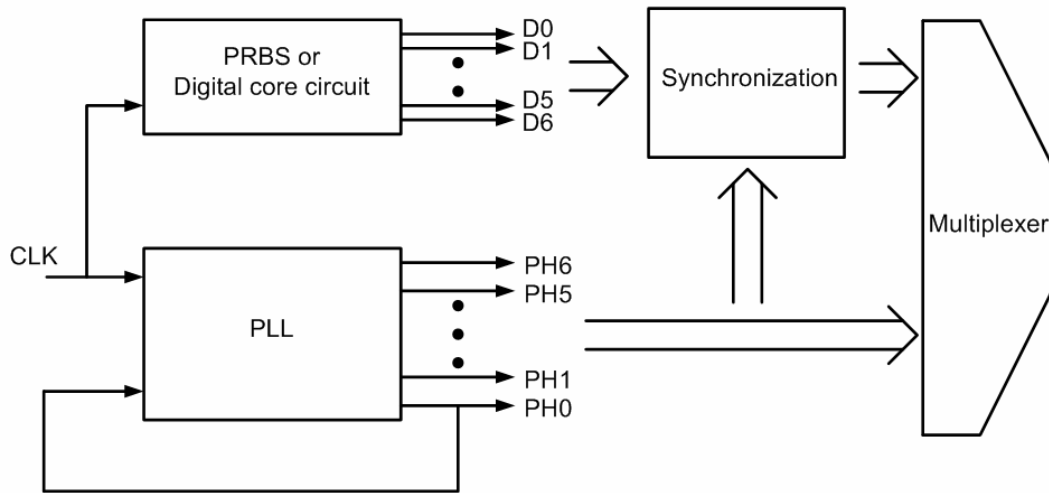 PRBS or
Digital core circuit
D0
D1
D5
D6
Synchronization
Multiplexer
CLK
PLL
PH6
PH5
PH1
PH0